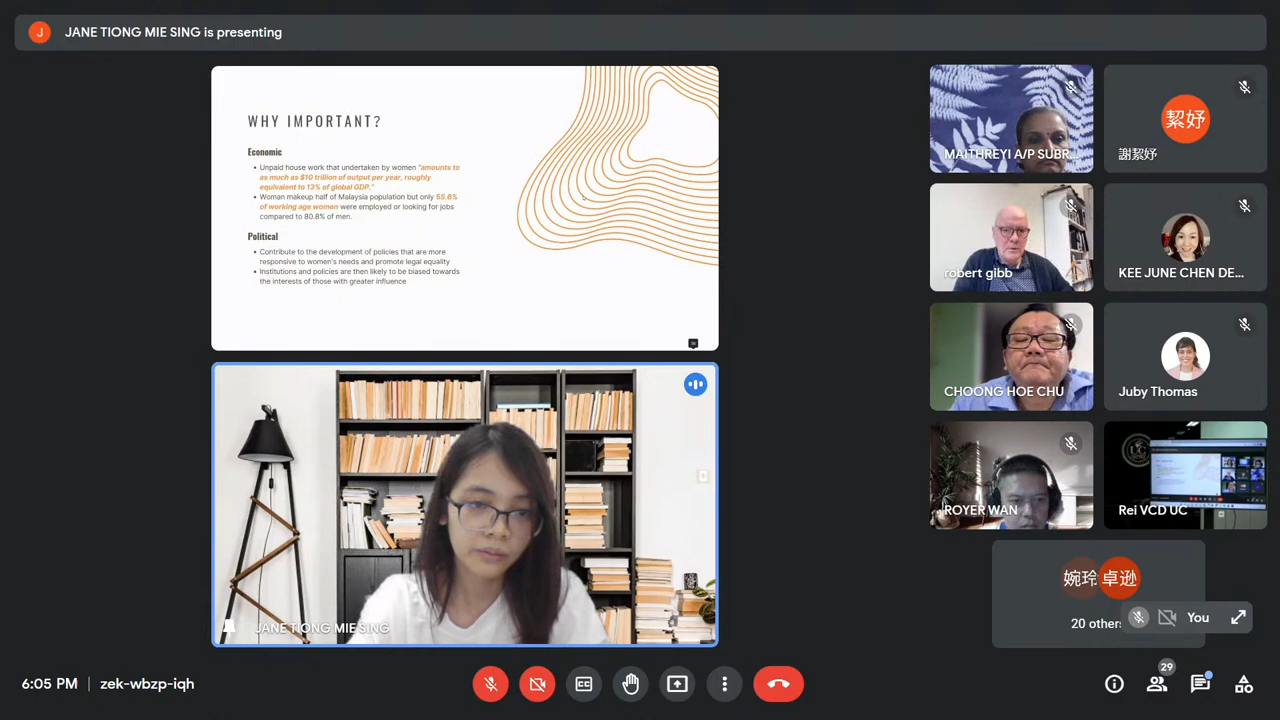 J
JANE TIONG MIE SING is presenting
WHY IMPORTANT?
Economic
• Unpaid house work that undertaken by women "amounts to
as much as $10 trillion of output per year, roughly
equivalent to 13% of global GDP."
• Woman makeup half of Malaysia population but only 55.6%
of working age women were employed or looking for jobs
compared to 80.8% of men.
Political
• Contribute to the development of policies that are more
responsive to women's needs and promote legal equality
• Institutions and policies are then likely to be biased towards
the interests of those with greater influence
JANE TIONG MIE SING
MAITHREYI A/P SUBR...
絜妤
謝絜妤
robert gibb
KEE JUNE CHEN DE...
CHOONG HOE CHU
Juby Thomas
ROYER WAN
UC
Rei VCD UC
婉玲 卓逊
20 others
You
6:05 PM
zek-wbzp-iqh
CC
29